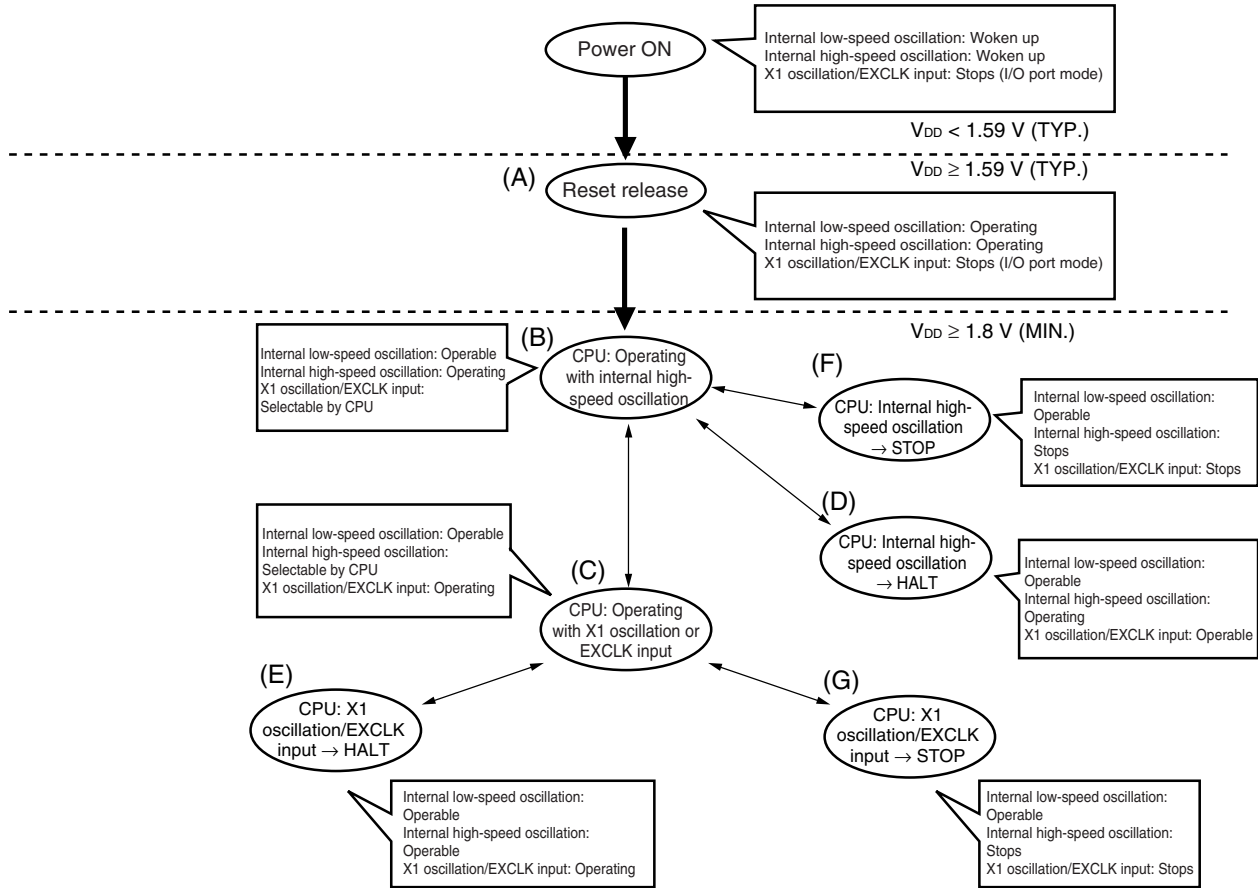 Power ON
Internal low-speed oscillation: Woken up
Internal high-speed oscillation: Woken up
X1 oscillation/EXCLK input: Stops (I/O port mode)
VDD < 1.59 V (TYP.)
VDD ≥ 1.59 V (TYP.)
(A)
Reset release
Internal low-speed oscillation: Operating
Internal high-speed oscillation: Operating
X1 oscillation/EXCLK input: Stops (I/O port mode)
VDD ≥ 1.8 V (MIN.)
(B)
Internal low-speed oscillation: Operable
Internal high-speed oscillation: Operating
X1 oscillation/EXCLK input:
Selectable by CPU
CPU: Operating
with internal high-
speed oscillation
(F)
CPU: Internal high-
speed oscillation
→ STOP
Internal low-speed oscillation:
Operable
Internal high-speed oscillation:
Stops
X1 oscillation/EXCLK input: Stops
(D)
CPU: Internal high-
speed oscillation
→ HALT
Internal low-speed oscillation:
Operable
Internal high-speed oscillation:
Operating
X1 oscillation/EXCLK input: Operable
Internal low-speed oscillation: Operable
Internal high-speed oscillation:
Selectable by CPU
X1 oscillation/EXCLK input: Operating
(C)
CPU: Operating
with X1 oscillation or
EXCLK input
(E)
CPU: X1
oscillation/EXCLK
input → HALT
Internal low-speed oscillation:
Operable
Internal high-speed oscillation:
Operable
X1 oscillation/EXCLK input: Operating
(G)
CPU: X1
oscillation/EXCLK
input → STOP
Internal low-speed oscillation:
Operable
Internal high-speed oscillation:
Stops
X1 oscillation/EXCLK input: Stops